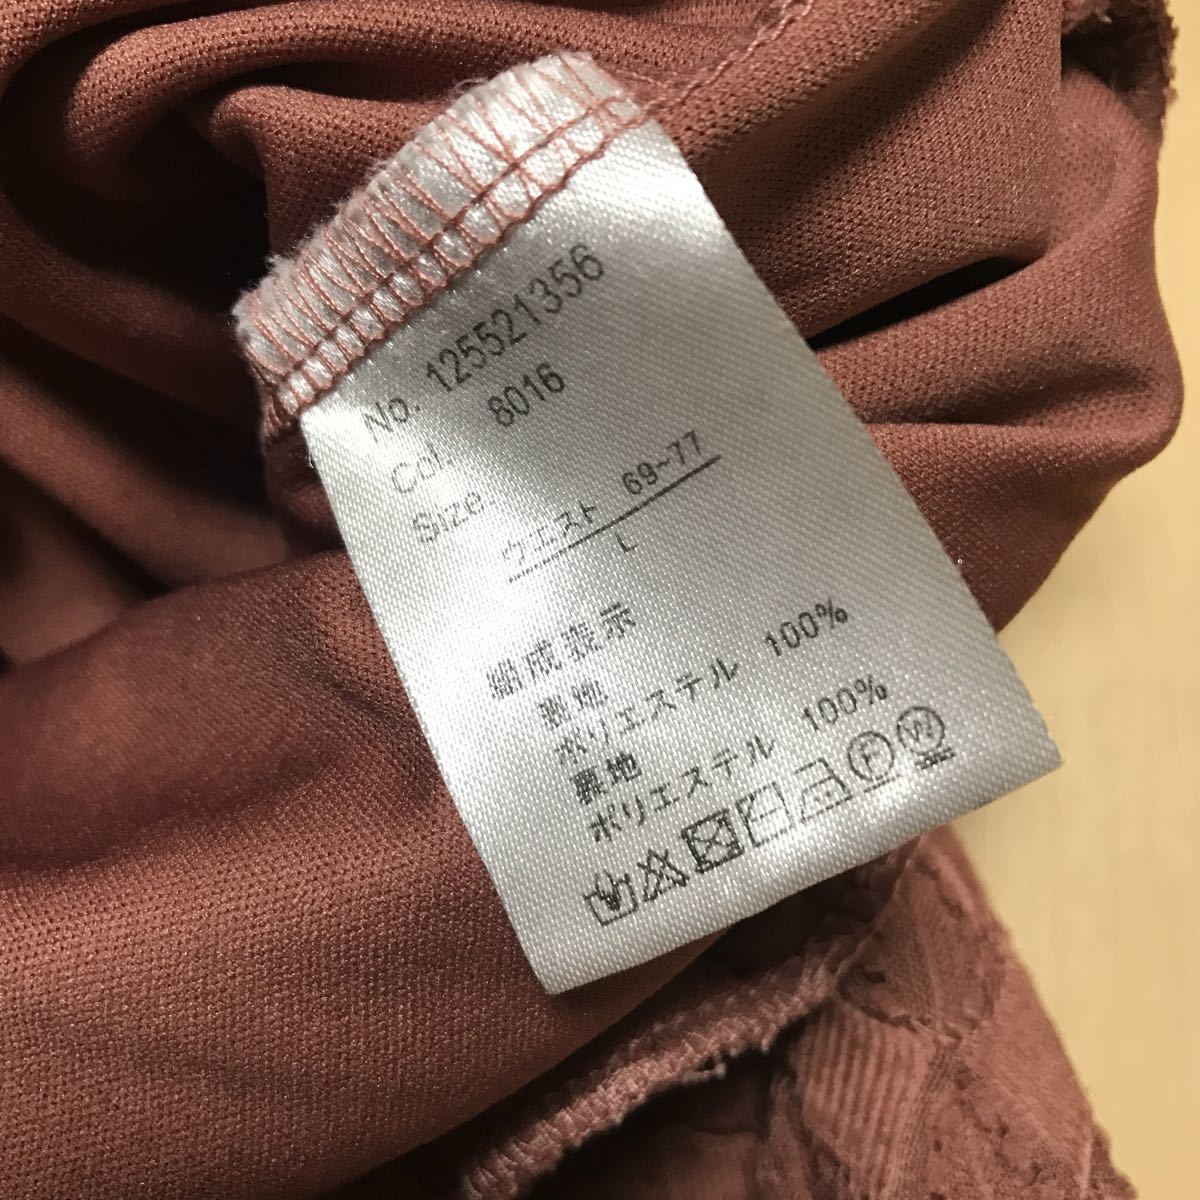 No. 125521356
Col. 8016
Size.
ウエスト 69~77
L
組成表示
表地
ポリエステル 100%
裏地
ポリエステル 100%
F W